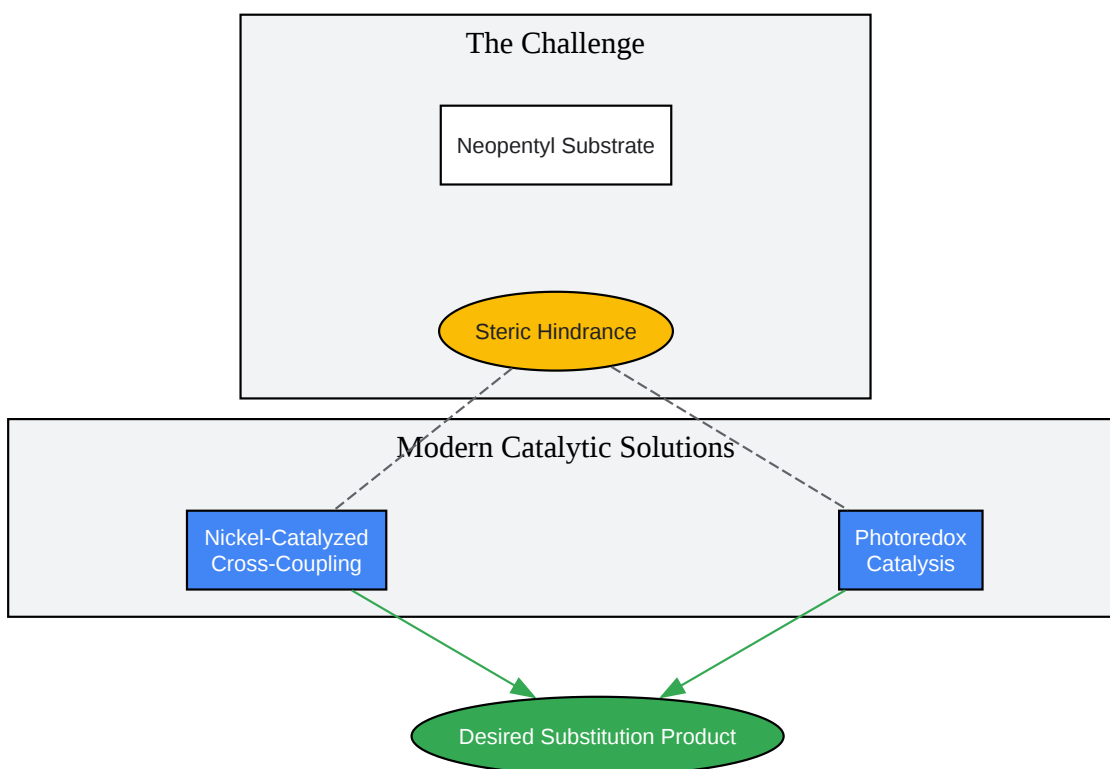 The Challenge
Neopentyl Substrate
Steric Hindrance
Modern Catalytic Solutions
Nickel-Catalyzed
Cross-Coupling
Photoredox
Catalysis
Desired Substitution Product